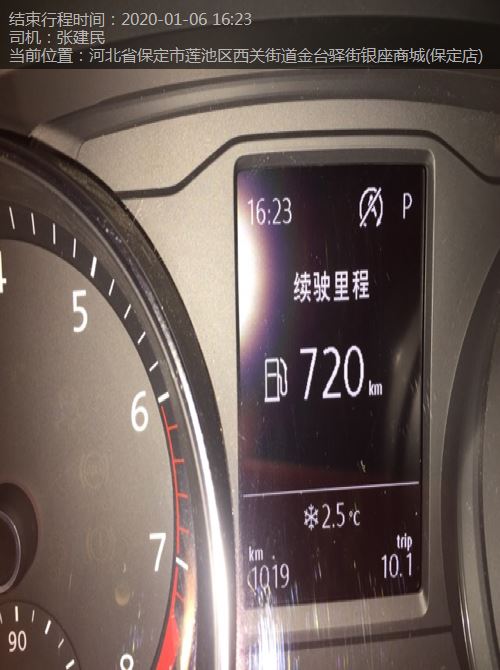 结束行程时间：2020-01-06 16:23
司机：张建民
当前位置：河北省保定市莲池区西关街道金台驿街银座商城(保定店)
16:23 P
续驶里程
720 km
2.5 °C
km trip
1019 10.1
4
5
6
7
8
90